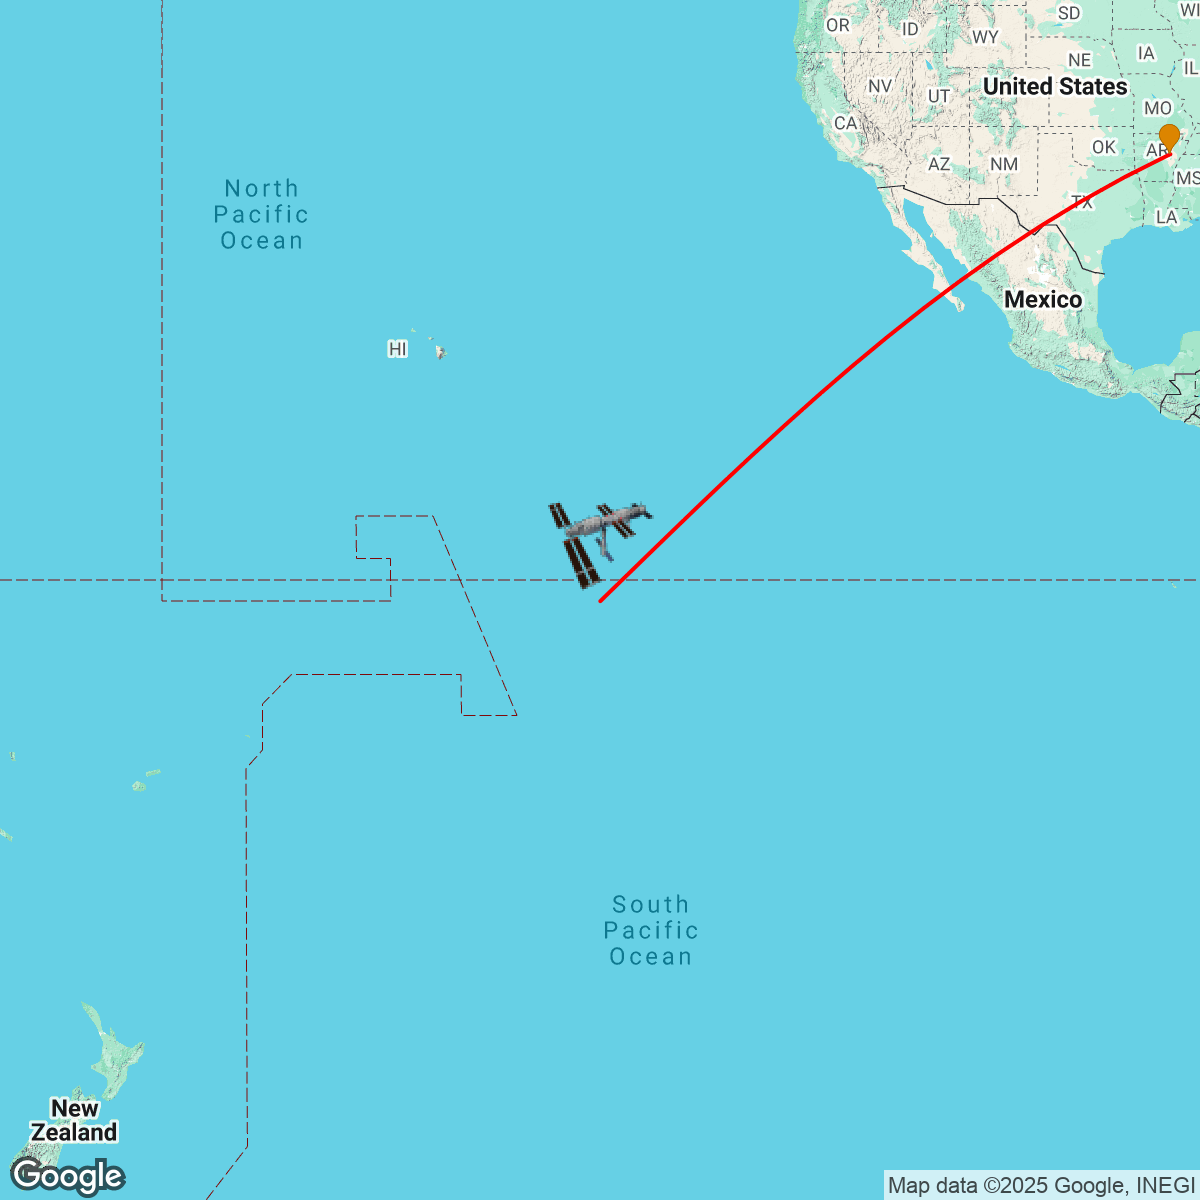 SD
WI
OR
ID
WY
IA
NE
IL
NV
UT
United States
MO
CA
OK
AR
AZ
NM
MS
North
Pacific
Ocean
TX
LA
Mexico
HI
South
Pacific
Ocean
New
Zealand
Google
Map data ©2025 Google, INEGI